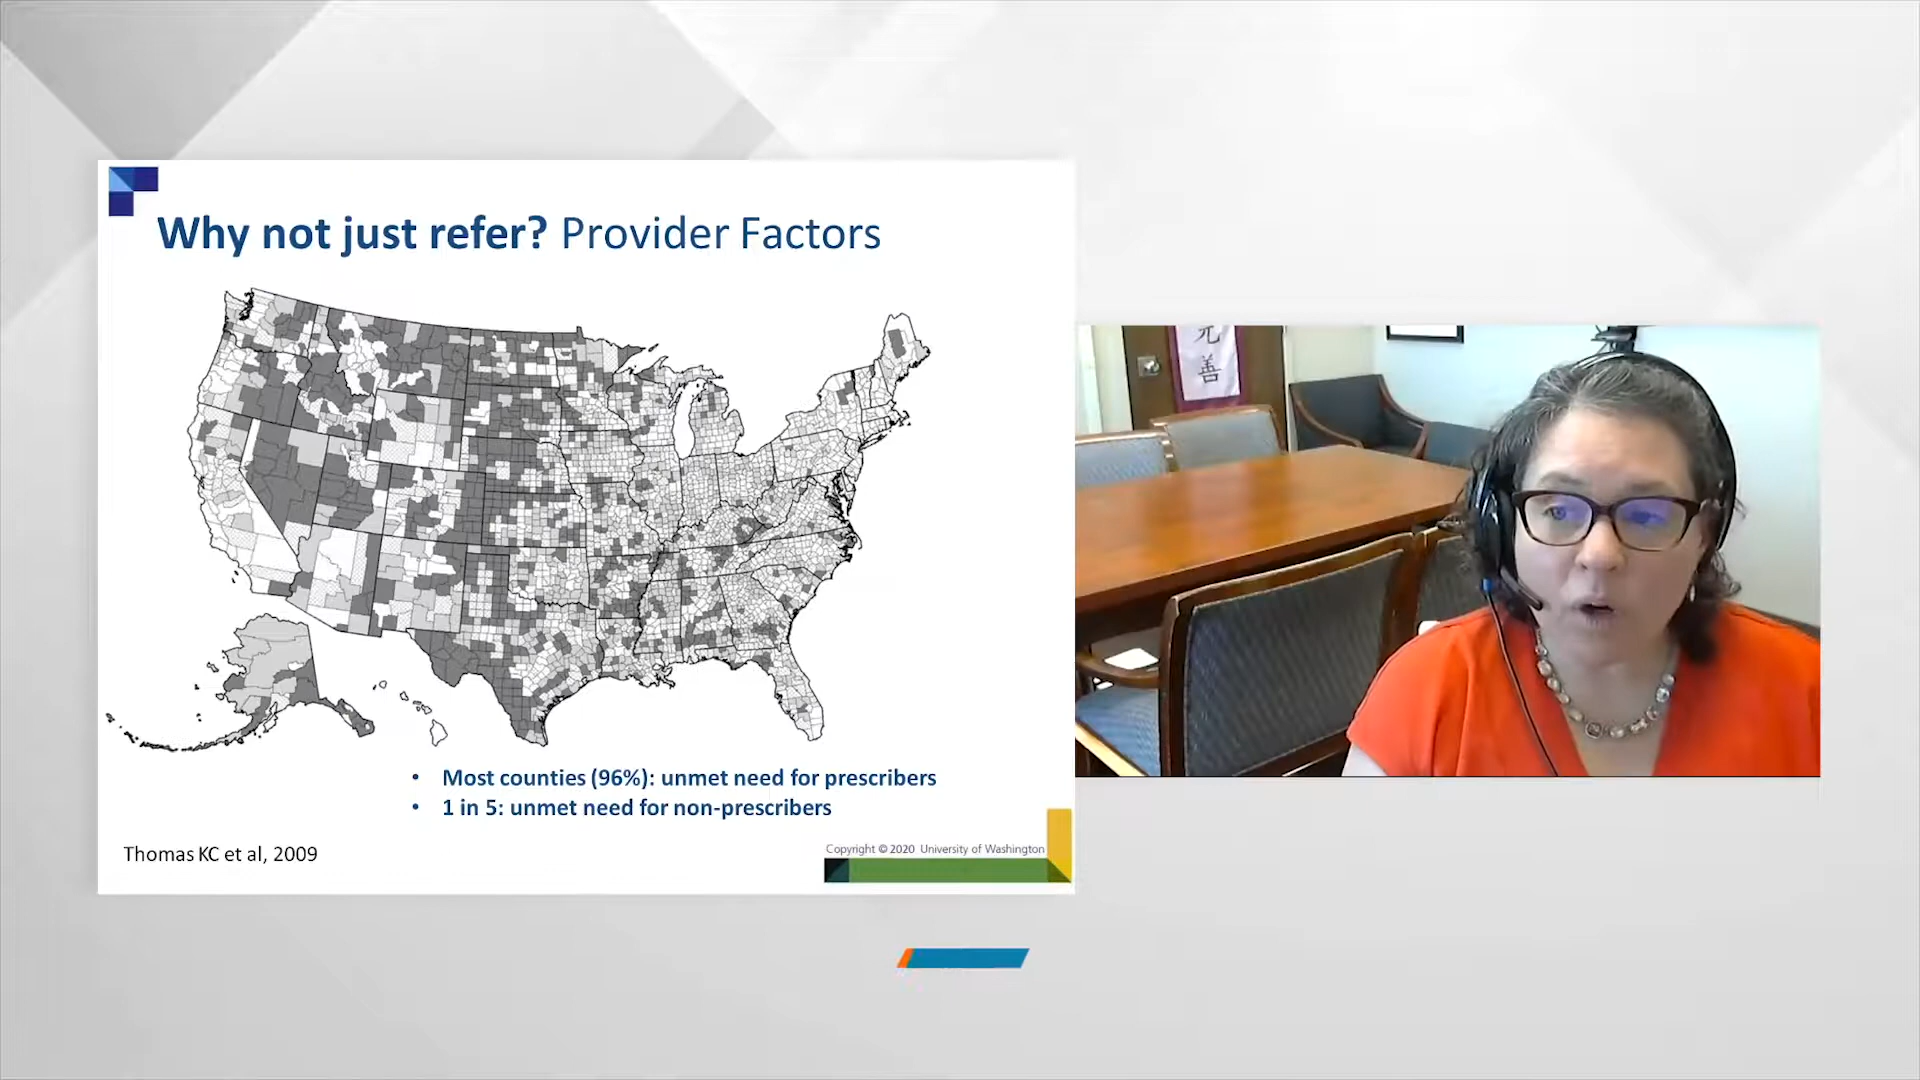 Why not just refer? Provider Factors
• Most counties (96%): unmet need for prescribers
• 1 in 5: unmet need for non-prescribers
Thomas KC et al, 2009
Copyright © 2020 University of Washington
善